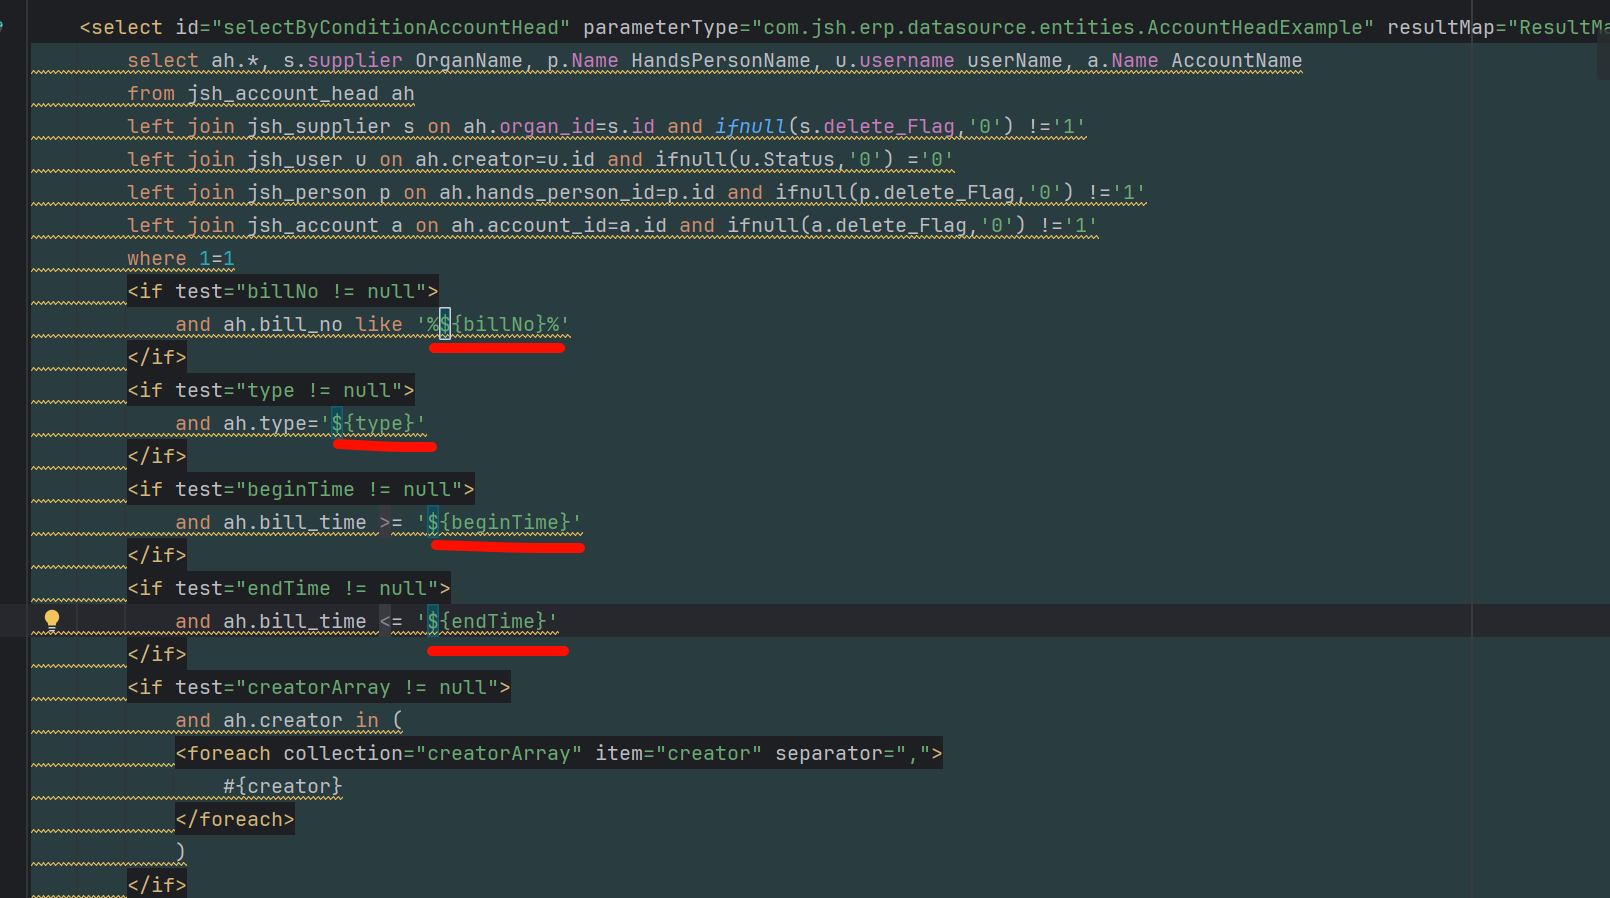 <select id="selectByConditionAccountHead" parameterType="com.jsh.erp.datasource.entities.AccountHeadExample" resultMap="ResultMa
select ah.*, s.supplier OrganName, p.Name HandsPersonName, u.username userName, a.Name AccountName
from jsh_account_head ah
left join jsh_supplier s on ah.organ_id=s.id and ifnull(s.delete_Flag,'0') !='1'
left join jsh_user u on ah.creator=u.id and ifnull(u.Status,'0') ='0'
left join jsh_person p on ah.hands_person_id=p.id and ifnull(p.delete_Flag,'0') !='1'
left join jsh_account a on ah.account_id=a.id and ifnull(a.delete_Flag,'0') !='1'
where 1=1
<if test="billNo != null">
and ah.bill_no like '%${billNo}%'
</if>
<if test="type != null">
and ah.type='${type}'
</if>
<if test="beginTime != null">
and ah.bill_time >= '${beginTime}'
</if>
<if test="endTime != null">
and ah.bill_time <= '${endTime}'
</if>
<if test="creatorArray != null">
and ah.creator in (
<foreach collection="creatorArray" item="creator" separator=",">
#{creator}
</foreach>
)
</if>